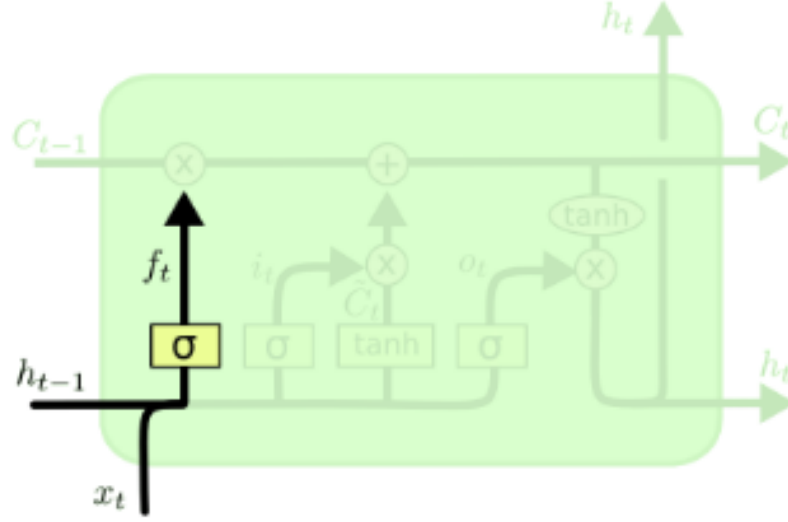 h_t
C_{t-1}
C_t
×
+
tanh
f_t
i_t
×
o_t
×
C̃_t
σ
σ
tanh
σ
h_{t-1}
h_t
x_t